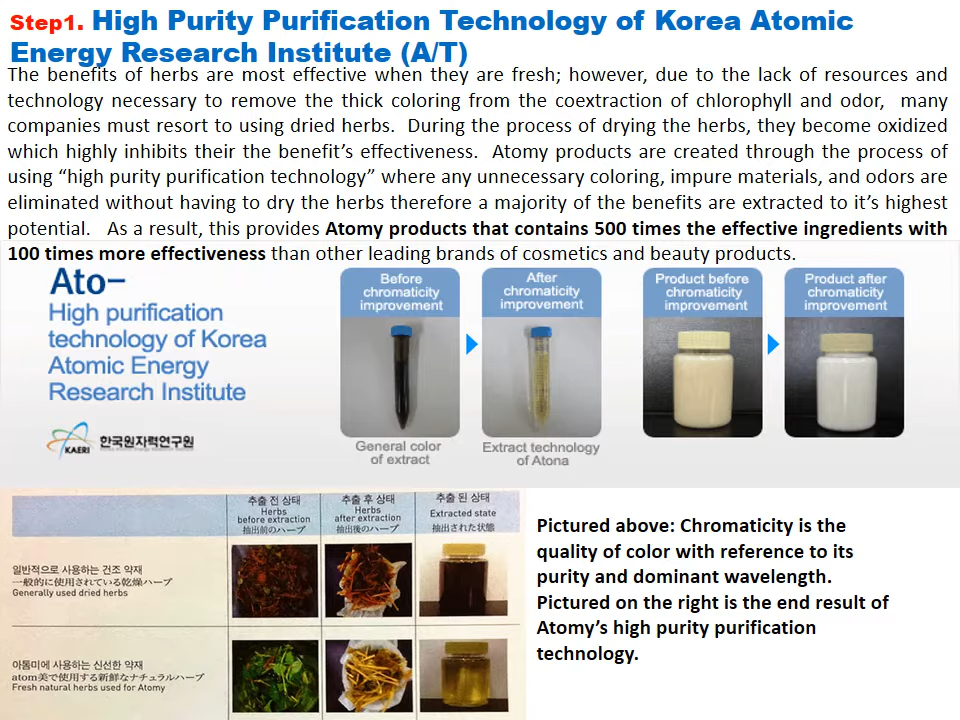 Step1. High Purity Purification Technology of Korea Atomic
Energy Research Institute (A/T)
The benefits of herbs are most effective when they are fresh; however, due to the lack of resources and
technology necessary to remove the thick coloring from the coextraction of chlorophyll and odor, many
companies must resort to using dried herbs. During the process of drying the herbs, they become oxidized
which highly inhibits their the benefit’s effectiveness. Atomy products are created through the process of
using “high purity purification technology” where any unnecessary coloring, impure materials, and odors are
eliminated without having to dry the herbs therefore a majority of the benefits are extracted to it’s highest
potential. As a result, this provides Atomy products that contains 500 times the effective ingredients with
100 times more effectiveness than other leading brands of cosmetics and beauty products.
Ato–
High purification
technology of Korea
Atomic Energy
Research Institute
KAERI 한국원자력연구원
Before
chromaticity
improvement
After
chromaticity
improvement
Product before
chromaticity
improvement
Product after
chromaticity
improvement
General color
of extract
Extract technology
of Atona
추출 전 상태
Herbs
before extraction
抽出前のハーブ
추출 후 상태
Herbs
after extraction
抽出後のハーブ
추출 된 상태
Extracted state
抽出された状態
일반적으로 사용하는 건조 약재
一般的に使用されている乾燥ハーブ
Generally used dried herbs
아톰미에 사용하는 신선한 약재
atom美で使用する新鮮なナチュラルハーブ
Fresh natural herbs used for Atomy
Pictured above: Chromaticity is the
quality of color with reference to its
purity and dominant wavelength.
Pictured on the right is the end result of
Atomy’s high purity purification
technology.